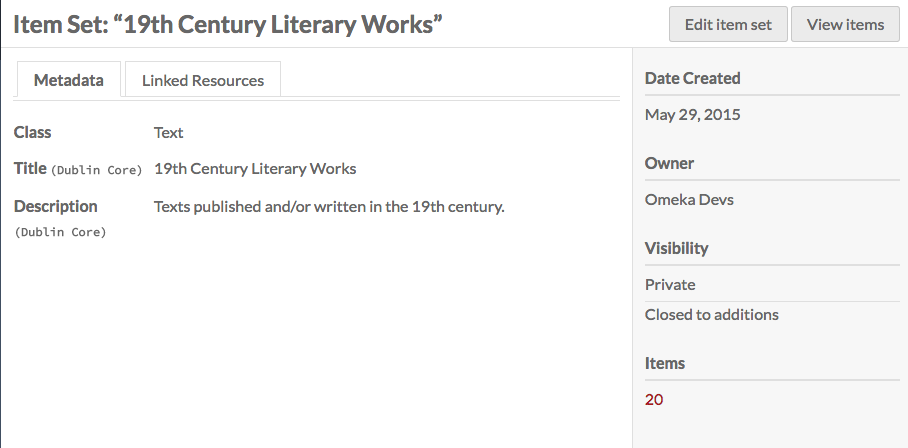 Item Set: “19th Century Literary Works”
Edit item set
View items
Metadata
Linked Resources
Class
Text
Title (Dublin Core)
19th Century Literary Works
Description
(Dublin Core)
Texts published and/or written in the 19th century.
Date Created
May 29, 2015
Owner
Omeka Devs
Visibility
Private
Closed to additions
Items
20